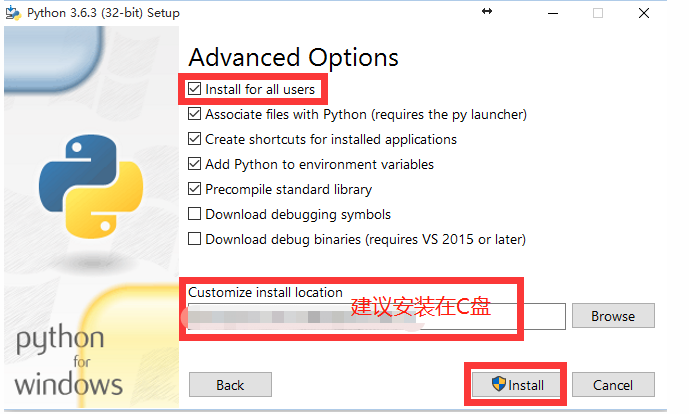 Python 3.6.3 (32-bit) Setup
Advanced Options
Install for all users
Associate files with Python (requires the py launcher)
Create shortcuts for installed applications
Add Python to environment variables
Precompile standard library
Download debugging symbols
Download debug binaries (requires VS 2015 or later)
Customize install location
建议安装在C盘
Browse
python
for
windows
Back
Install
Cancel